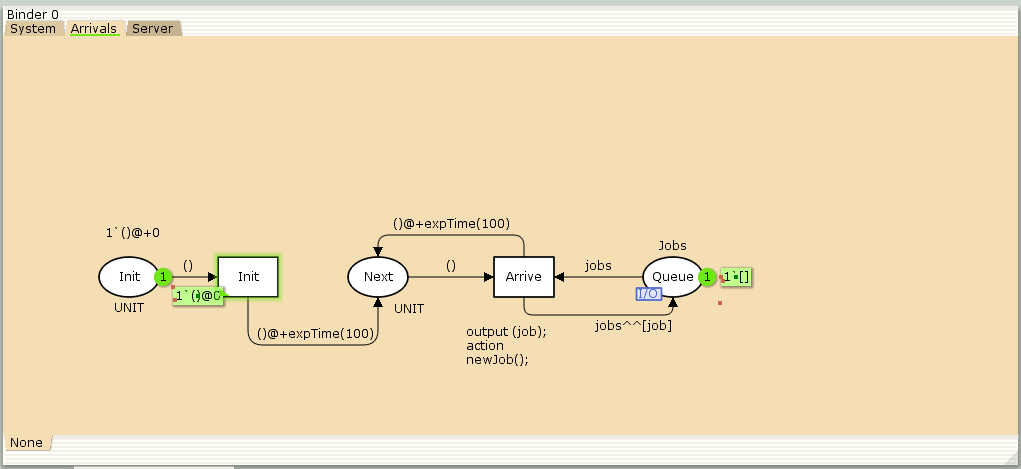 Binder 0
System Arrivals Server
()@+expTime(100)
1`()@+0
Jobs
() () jobs
Init 1 Init Next Arrive Queue 1 1`[]
1`()@0
I/O
UNIT UNIT
jobs^^[job]
()@+expTime(100)
output (job);
action
newJob();
None